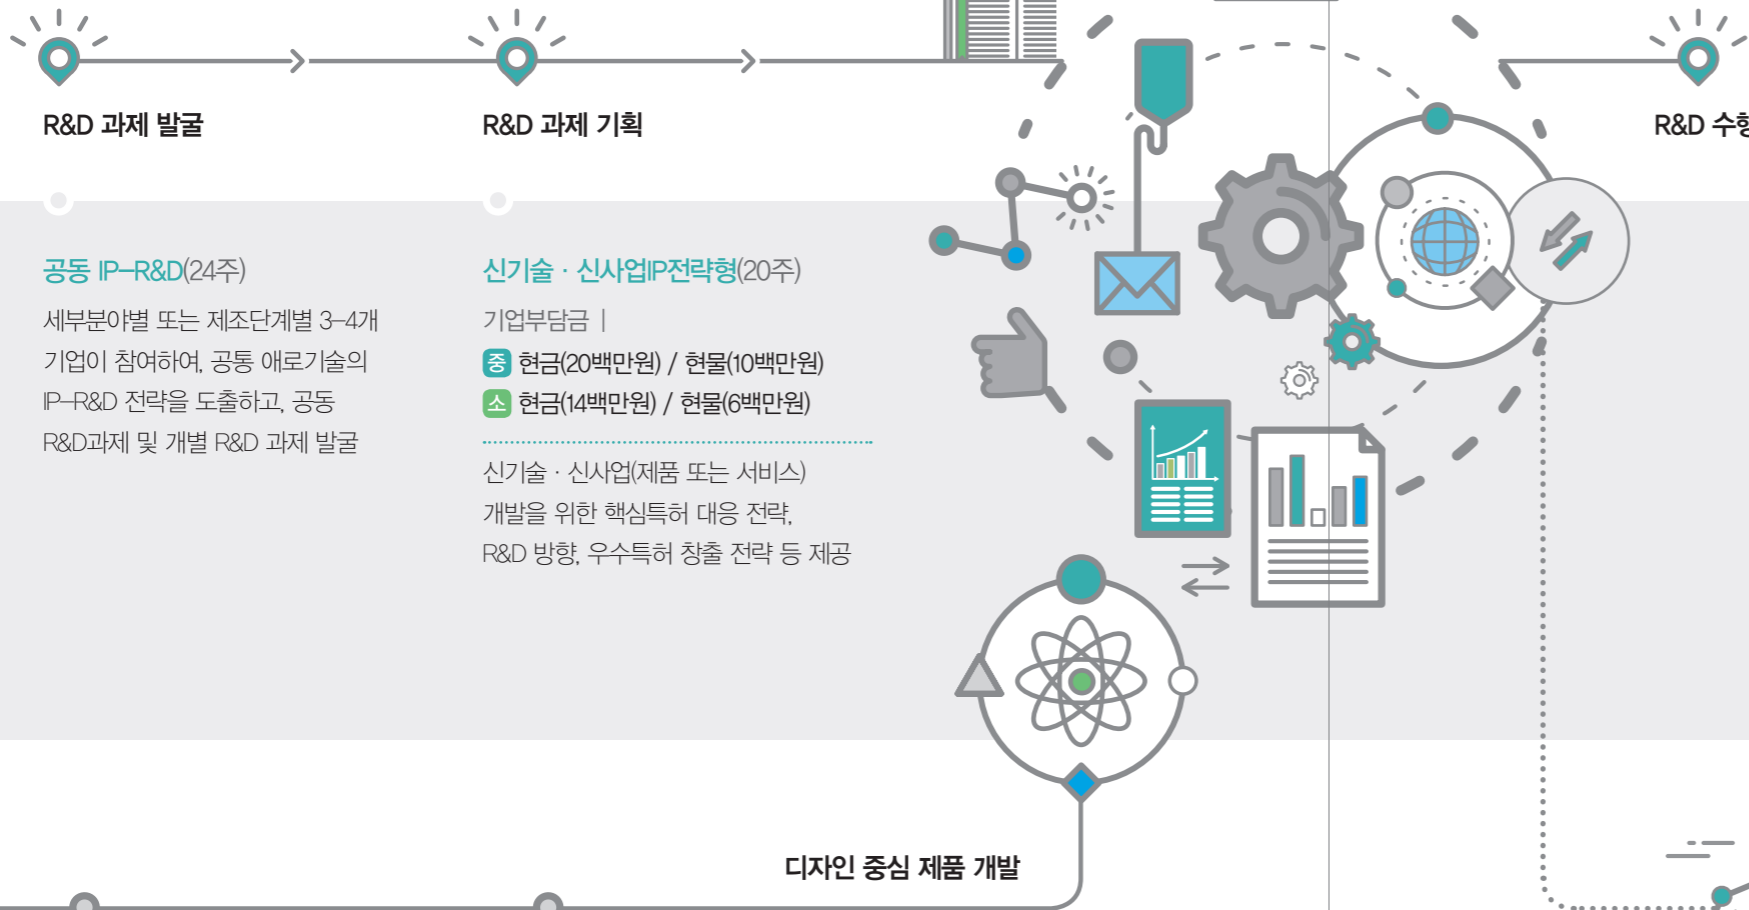 R&D 과제 발굴
R&D 과제 기획
R&D
공동 IP-R&D(24주)
세부분야별 또는 제조단계별 3-4개
기업이 참여하여, 공통 애로기술의
IP-R&D 전략을 도출하고, 공동
R&D과제 및 개별 R&D 과제 발굴
신기술 · 신사업IP전략형(20주)
기업부담금 |
중 현금(20백만원) / 현물(10백만원)
소 현금(14백만원) / 현물(6백만원)
신기술 · 신사업(제품 또는 서비스)
개발을 위한 핵심특허 대응 전략,
R&D 방향, 우수특허 창출 전략 등 제공
디자인 중심 제품 개발